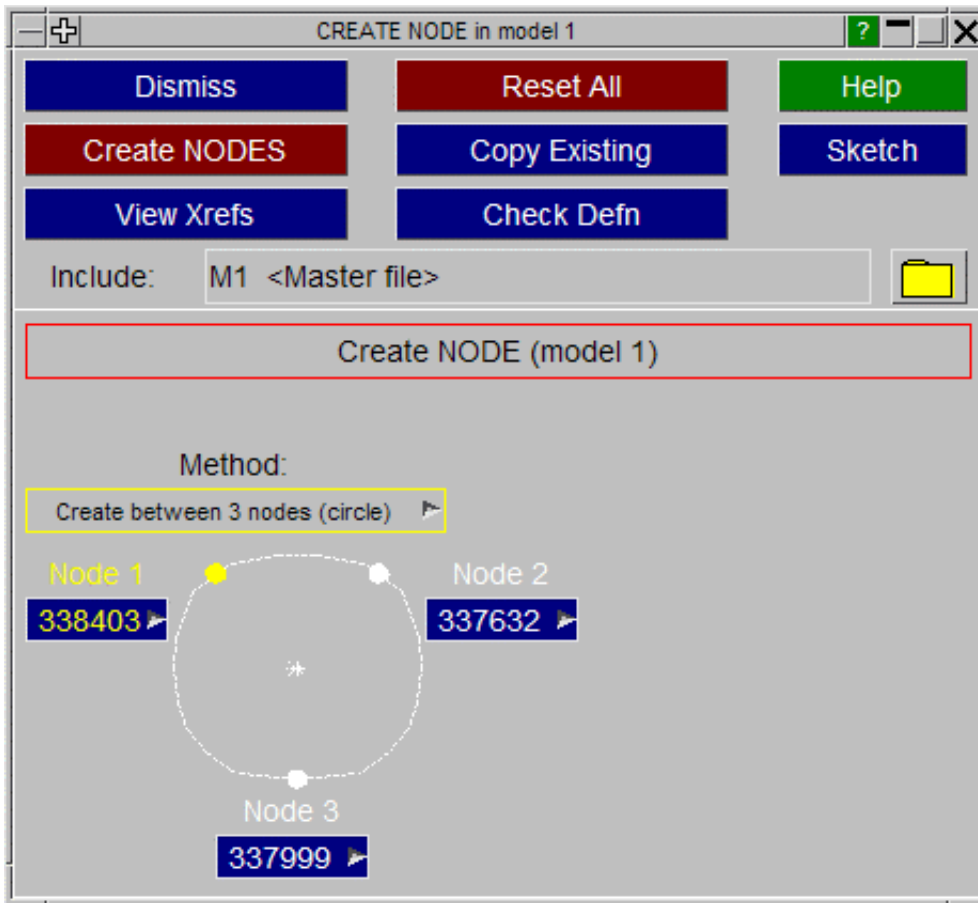 CREATE NODE in model 1 ?
Dismiss Reset All Help
Create NODES Copy Existing Sketch
View Xrefs Check Defn
Include: M1 <Master file>
Create NODE (model 1)
Method:
Create between 3 nodes (circle)
Node 1 Node 2
338403 337632
Node 3
337999